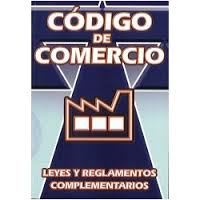 CÓDIGO
DE
COMERCIO
LEYES Y REGLAMENTOS
COMPLEMENTARIOS